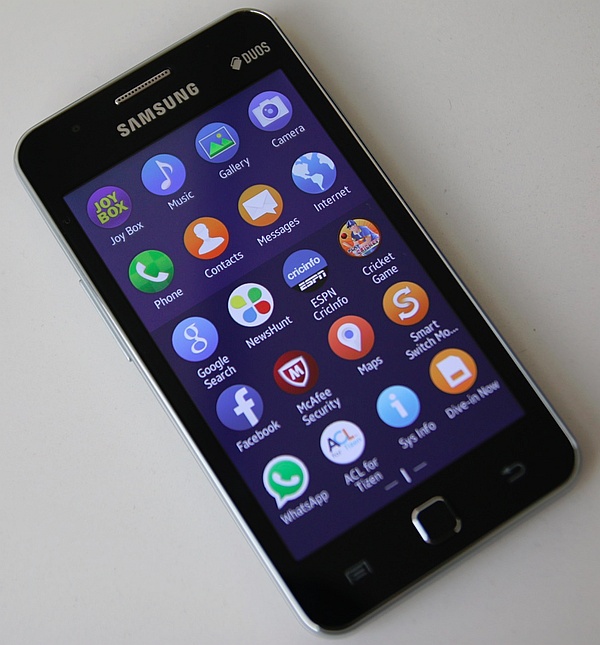 SAMSUNG
DUOS
JOY
BOX
Joy Box
Music
Gallery
Camera
Phone
Contacts
Messages
Internet
g
Google
Search
NewsHunt
cricinfo
ESPN
ESPN
CricInfo
Cricket
Game
f
Facebook
M
McAfee
Security
Maps
S
Smart
Switch Mo...
WhatsApp
ACL
ACL for
Tizen
i
Sys Info
Dive-in Now